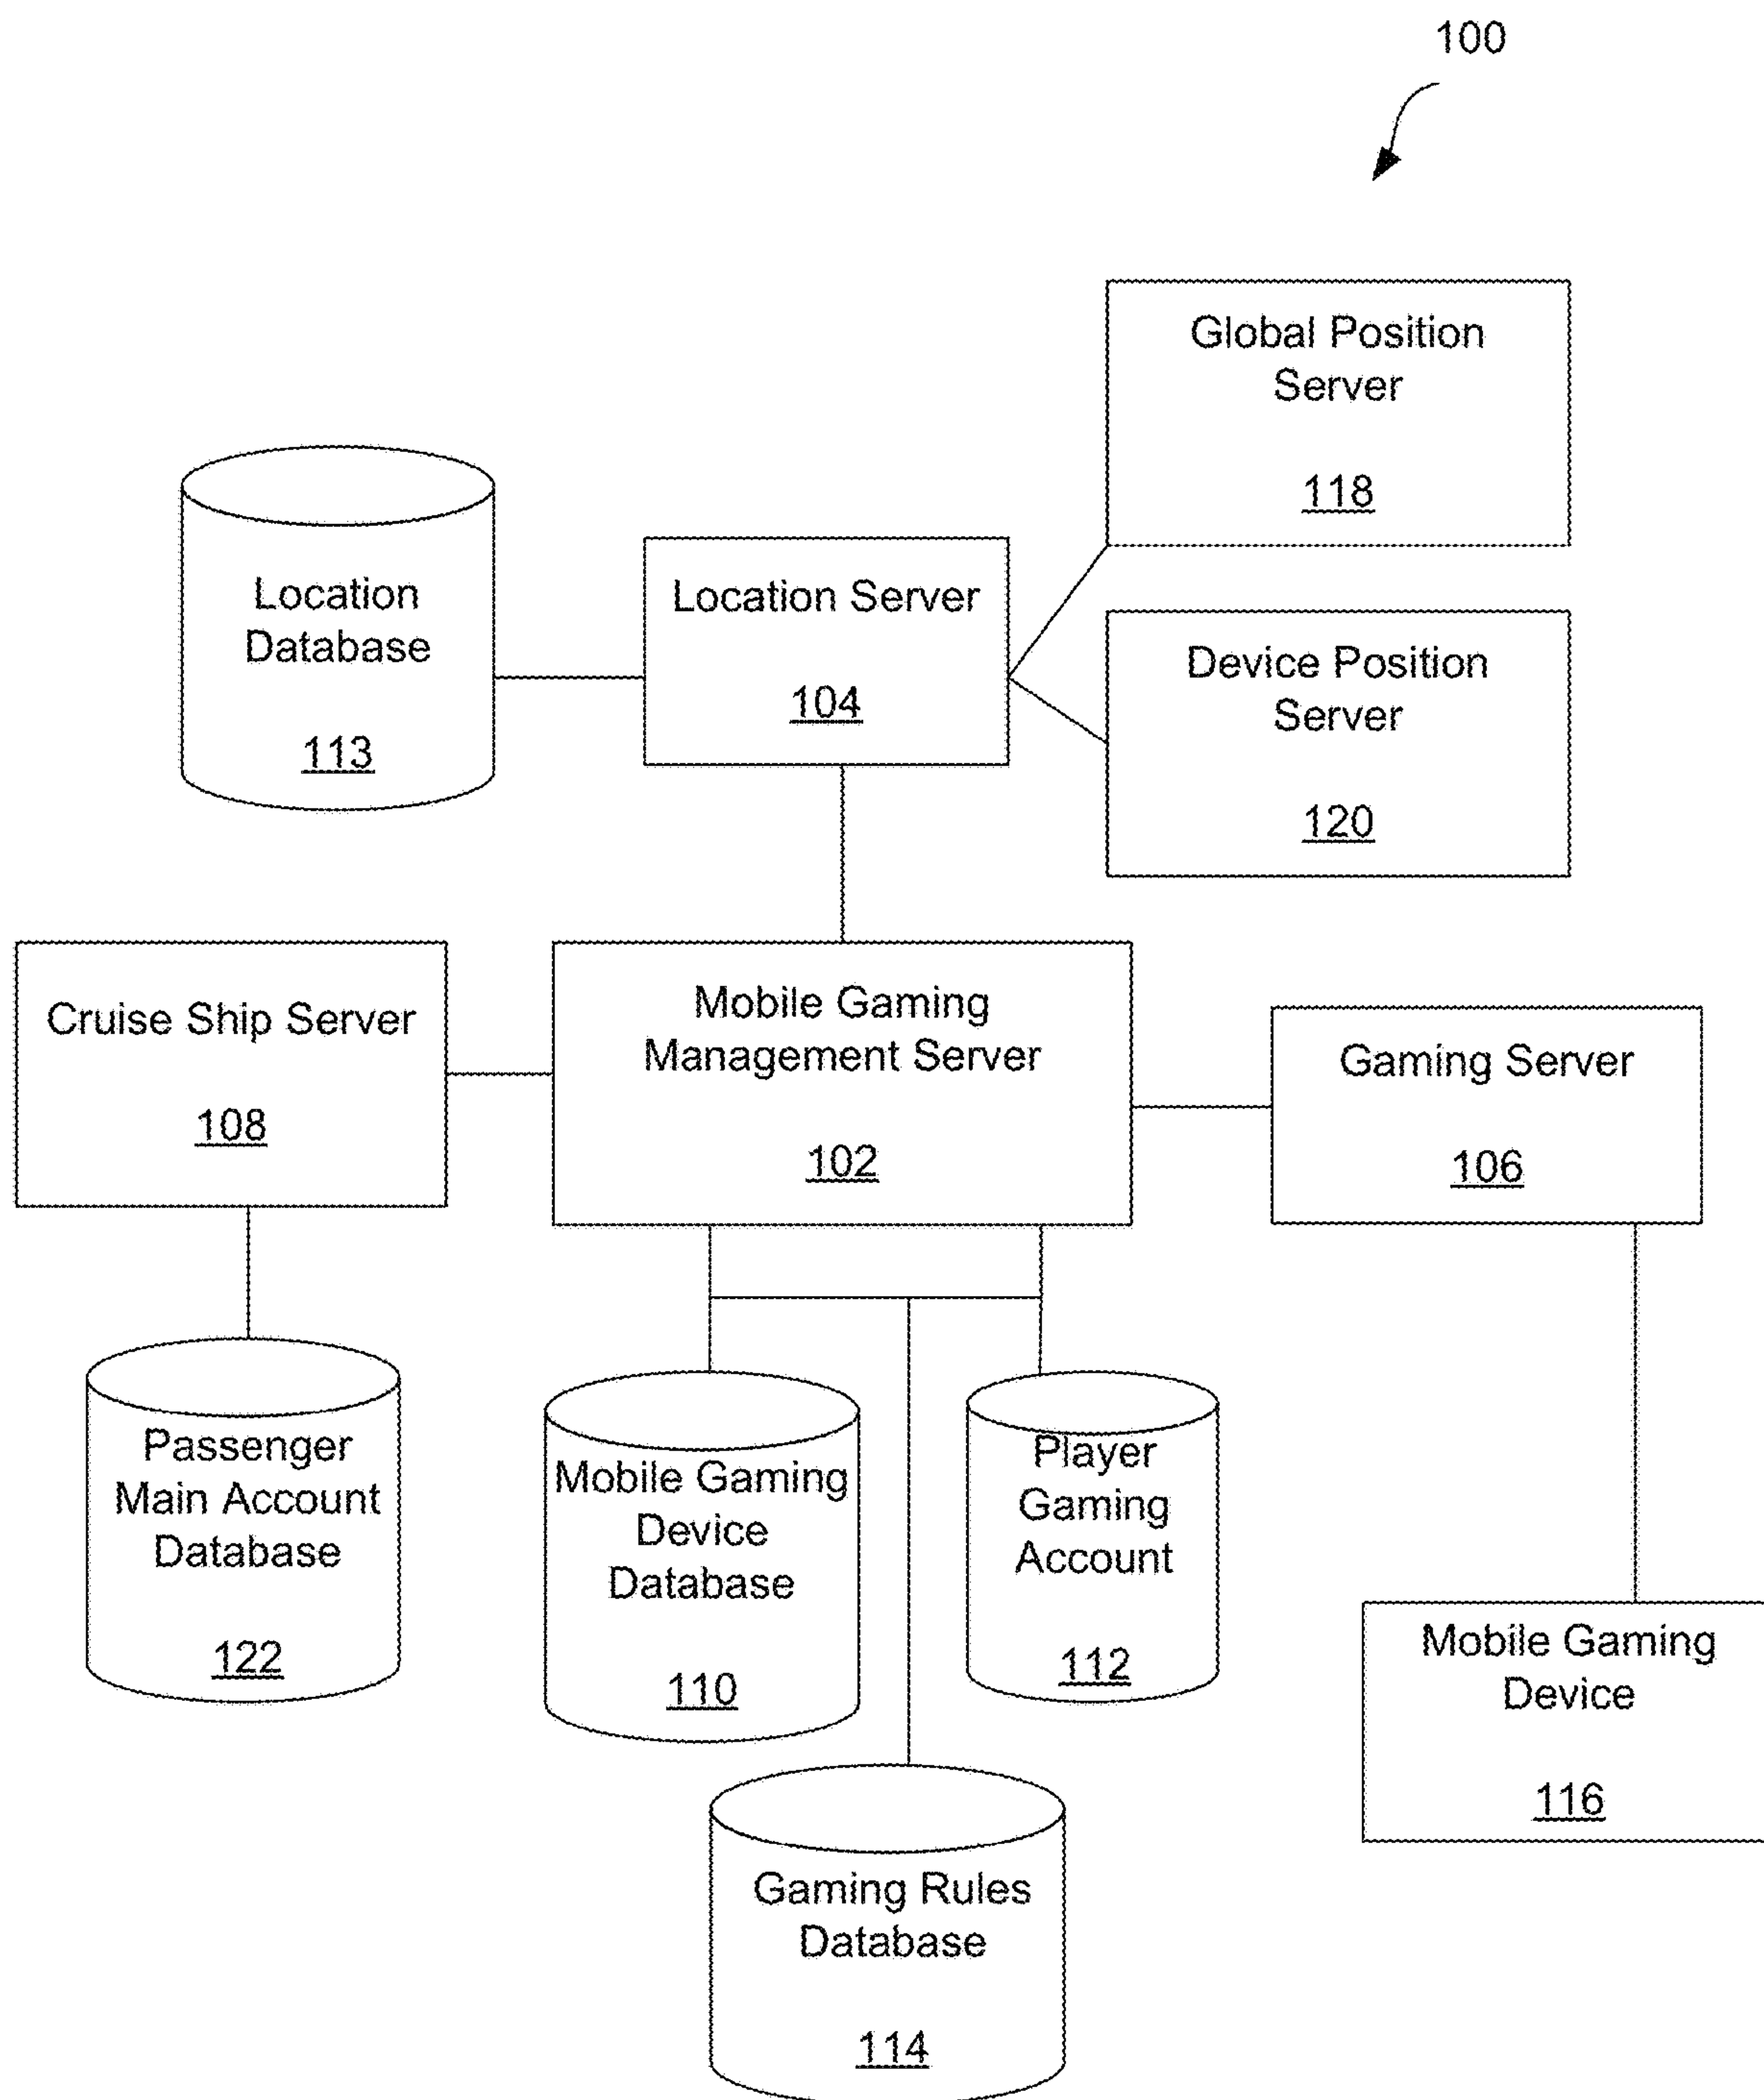 100
Global Position
Server
118
Location
Database
113
Location Server
104
Device Position
Server
120
Cruise Ship Server
108
Mobile Gaming
Management Server
102
Gaming Server
106
Passenger
Main Account
Database
122
Mobile Gaming
Device
Database
110
Player
Gaming
Account
112
Mobile Gaming
Device
116
Gaming Rules
Database
114